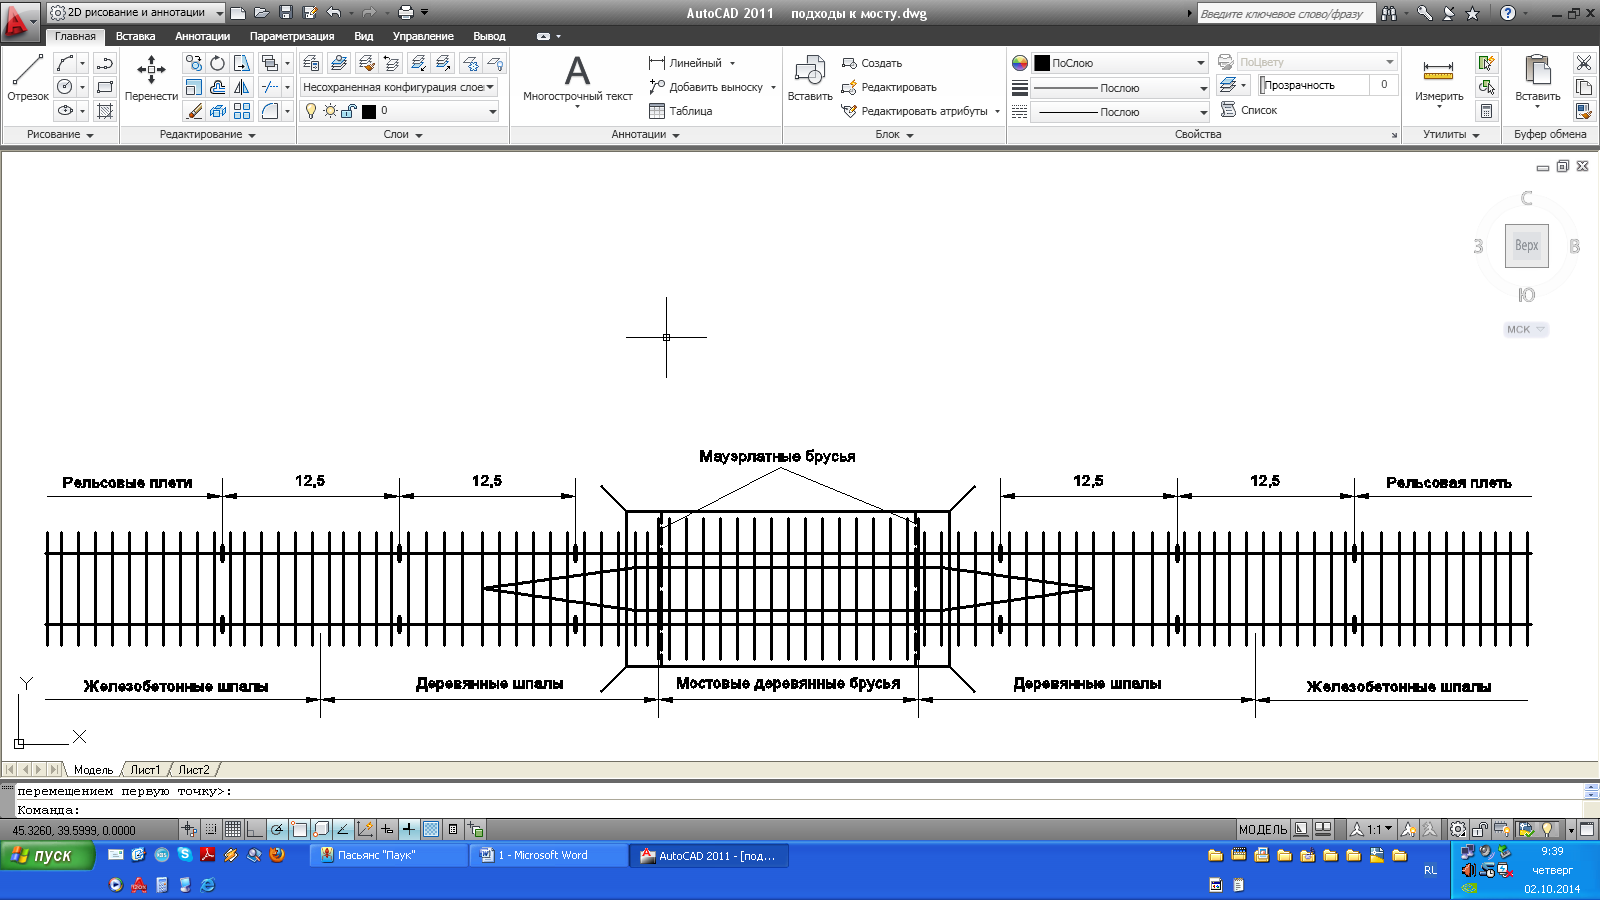 2D рисование и аннотации
AutoCAD 2011 подходы к мосту.dwg
Введите ключевое слово/фразу
Главная Вставка Аннотации Параметризация Вид Управление Вывод
Отрезок
Перенести
Несохраненная конфигурация слое
0
Многострочный текст
Линейный
Добавить выноску
Таблица
Вставить
Создать
Редактировать
Редактировать атрибуты
ПоСлою
Послою
Послою
ПоЦвету
Прозрачность 0
Список
Измерить
Вставить
Рисование Редактирование Слои Аннотации Блок Свойства Утилиты Буфер обмена
С
З Верх В
Ю
МСК
Мауэрлатные брусья
Рельсовые плети 12,5 12,5 12,5 12,5 Рельсовая плеть
Железобетонные шпалы Деревянные шпалы Мостовые деревянные брусья Деревянные шпалы Железобетонные шпалы
Y
X
Модель Лист1 Лист2
перемещением первую точку>:
Команда:
45.3260, 39.5999, 0.0000
МОДЕЛЬ
1:1
пуск
Пасьянс "Паук"
1 - Microsoft Word
AutoCAD 2011 - [под...
RL
9:39
четверг
02.10.2014